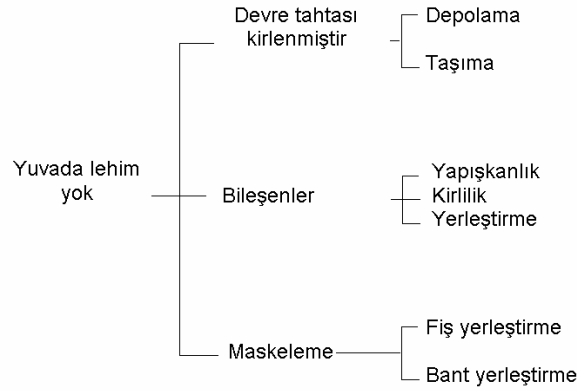 Devre tahtası
kirlenmiştir
Depolama
Taşıma
Yuvada lehim
yok
Bileşenler
Yapışkanlık
Kirlilik
Yerleştirme
Maskeleme
Fiş yerleştirme
Bant yerleştirme